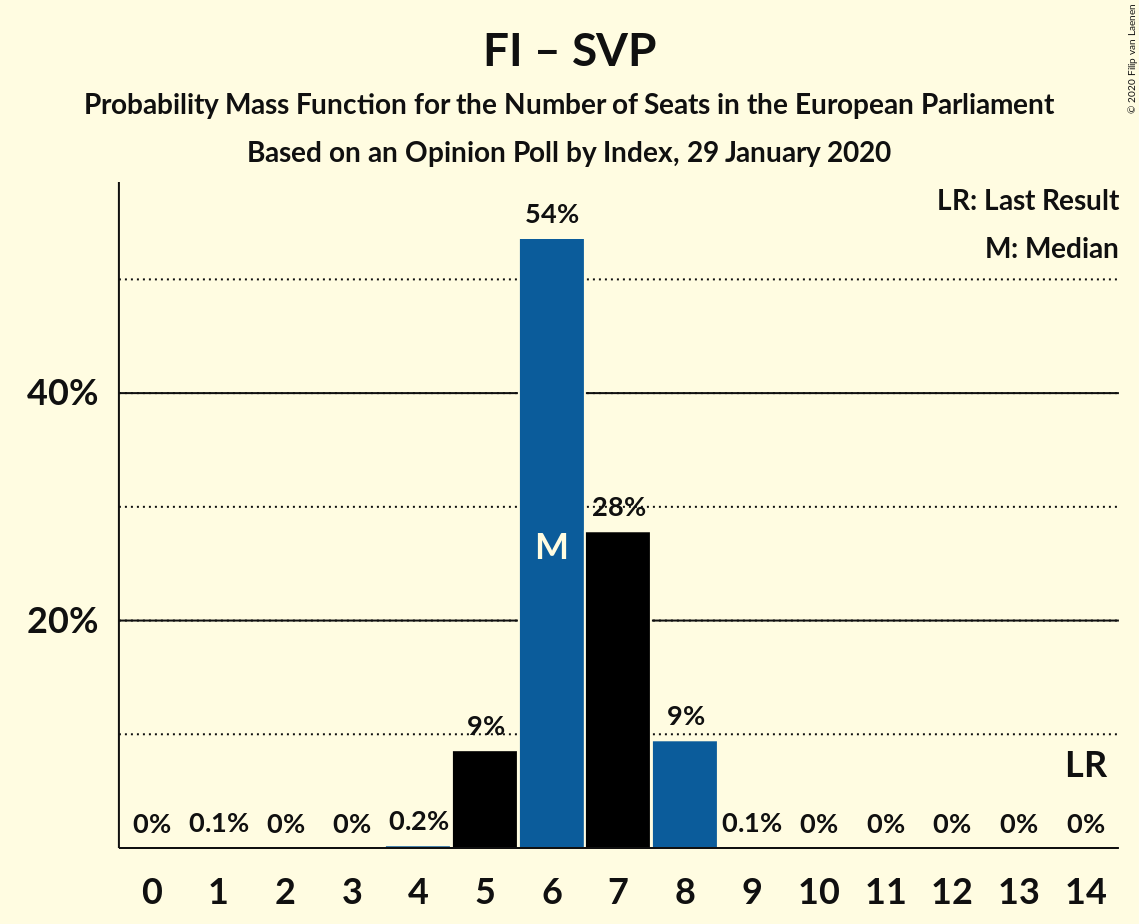 FI – SVP
Probability Mass Function for the Number of Seats in the European Parliament
Based on an Opinion Poll by Index, 29 January 2020
© 2020 Filip van Laenen
LR: Last Result
M: Median
54%
40%
28%
M
20%
9%
9%
LR
0%
0.1%
0%
0%
0.2%
0.1%
0%
0%
0%
0%
0%
0 1 2 3 4 5 6 7 8 9 10 11 12 13 14